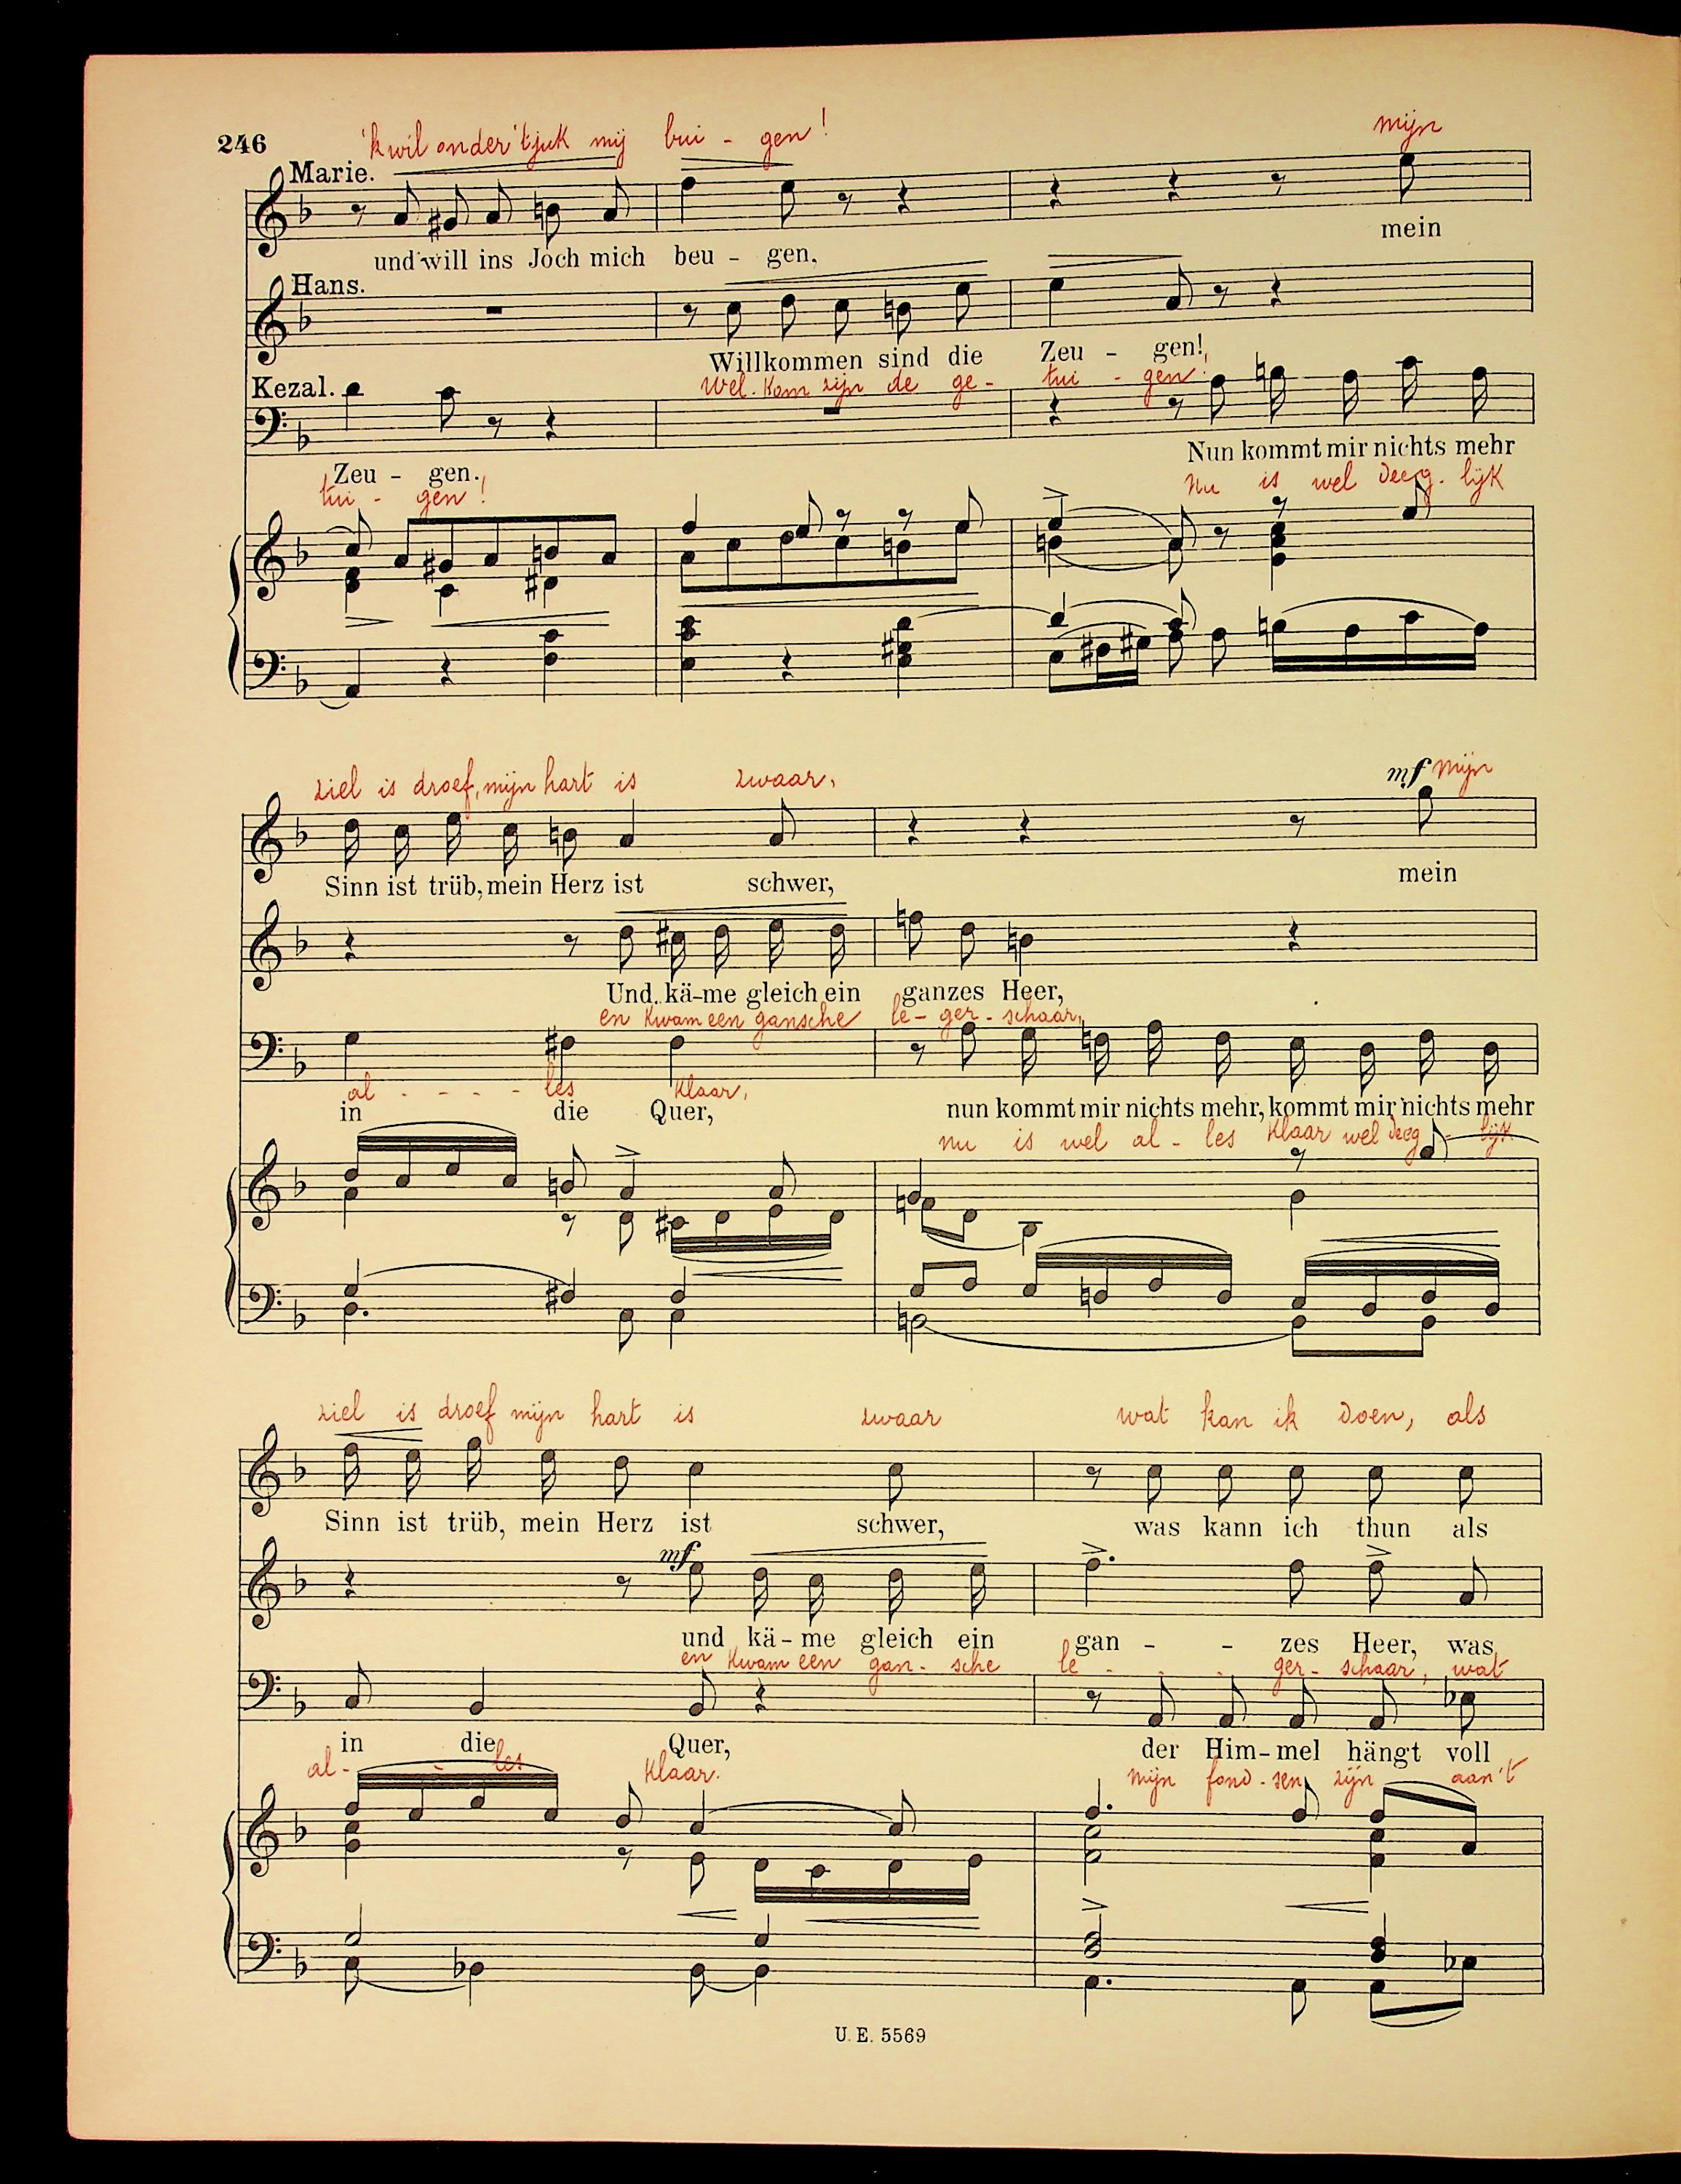 246
'k wil onder 't juk mij bui - gen! mijn
Marie.
und will ins Joch mich beu - gen, mein
Hans.
Willkommen sind die Zeu - gen!
Wel-kom zijn de ge- tui - gen!
Kezal.
Nun kommt mir nichts mehr
Zeu - gen.
tui - gen! Nu is wel deeg-lijk
ziel is droef, mijn hart is zwaar, mf mijn
Sinn ist trüb, mein Herz ist schwer, mein
Und kä-me gleich ein ganzes Heer,
en kwam een gansche le-ger-schaar,
al - - - - les klaar,
in die Quer, nun kommt mir nichts mehr, kommt mir nichts mehr
nu is wel al - les klaar wel deeg - lijk
ziel is droef mijn hart is zwaar wat kan ik doen, als
Sinn ist trüb, mein Herz ist schwer, was kann ich thun als
mf
und kä-me gleich ein gan - - zes Heer, was
en kwam een gan-sche le - - - ger-schaar, wat
in die Quer, der Him-mel hängt voll
al - - les klaar. Mijn fond-sen zijn aan 't
U. E. 5569